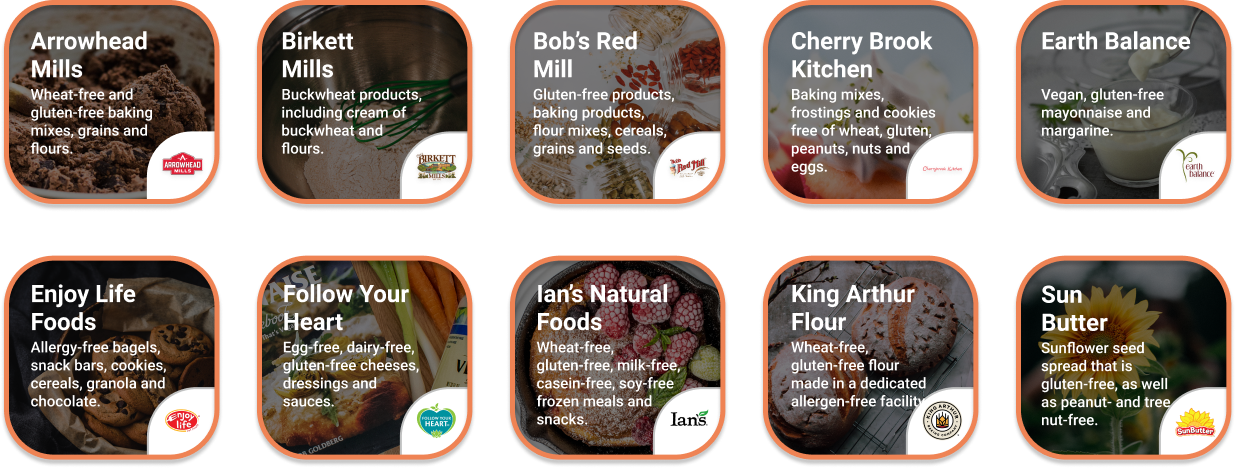 Arrowhead
Mills
Wheat-free and
gluten-free baking
mixes, grains and
flours.
ARROWHEAD
MILLS
Birkett
Mills
Buckwheat products,
including cream of
buckwheat and
flours.
BIRKETT
Bob's Red
Mill
Gluten-free products,
baking products,
flour mixes, cereals,
grains and seeds.
Bob's
Red Mill
Cherry Brook
Kitchen
Baking mixes,
frostings and cookies
free of wheat, gluten,
peanuts, nuts and
eggs.
Cherrybrook Kitchen
Earth Balance
Vegan, gluten-free
mayonnaise and
margarine.
earth
balance
Enjoy Life
Foods
Allergy-free bagels,
snack bars, cookies,
cereals, granola and
chocolate.
Enjoy
life
Follow Your
Heart
Egg-free, dairy-free,
gluten-free cheeses,
dressings and
sauces.
FOLLOW YOUR
HEART
GOLDBERG
Ian's Natural
Foods
Wheat-free,
gluten-free, milk-free,
casein-free, soy-free
frozen meals and
snacks.
Ian's
King Arthur
Flour
Wheat-free,
gluten-free flour
made in a dedicated
allergen-free facility.
KING ARTHUR
BAKING COMPANY
Sun
Butter
Sunflower seed
spread that is
gluten-free, as well
as peanut- and tree
nut-free.
SunButter